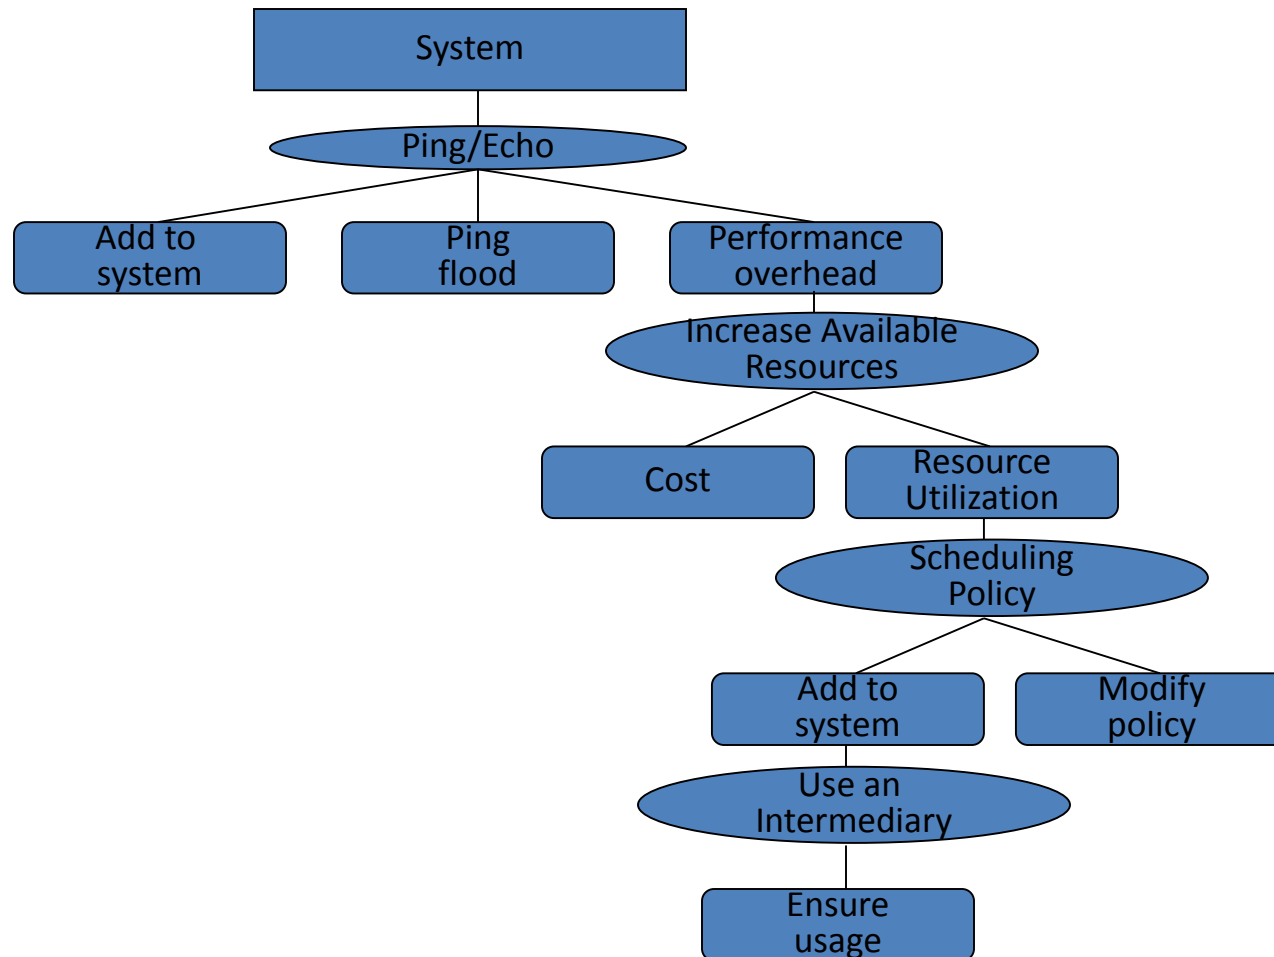 System
Ping/Echo
Add to
system
Ping
flood
Performance
overhead
Increase Available
Resources
Cost
Resource
Utilization
Scheduling
Policy
Add to
system
Modify
policy
Use an
Intermediary
Ensure
usage